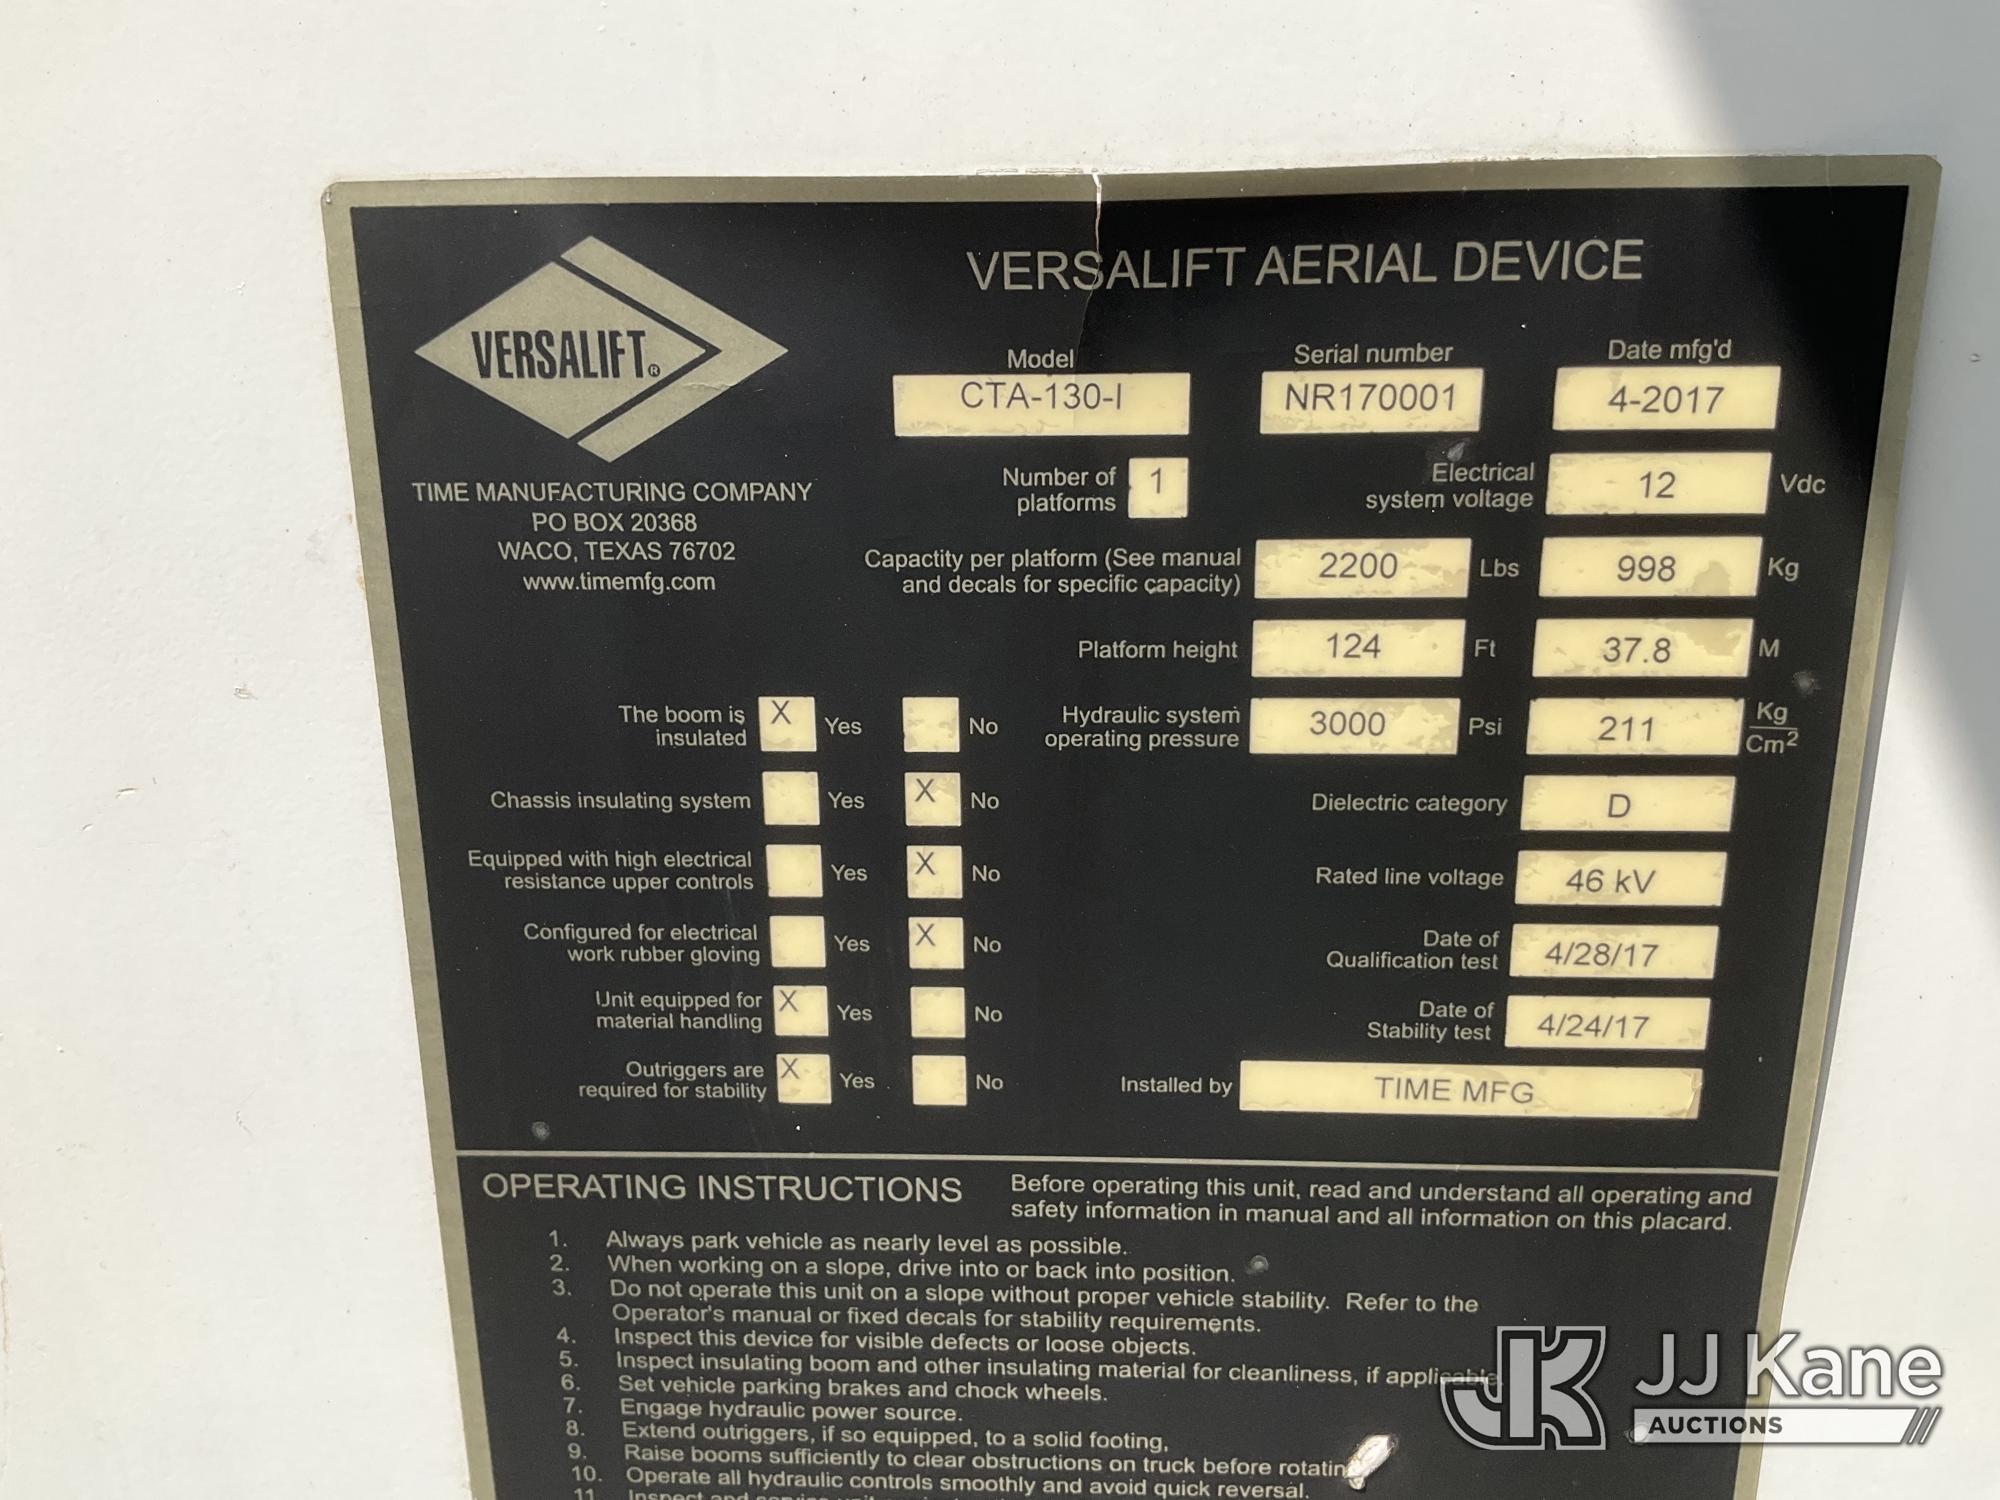 VERSALIFT®
TIME MANUFACTURING COMPANY
PO BOX 20368
WACO, TEXAS 76702
www.timemfg.com
VERSALIFT AERIAL DEVICE
Model
CTA-130-I
Serial number
NR170001
Date mfg'd
4-2017
Number of
platforms
1
Electrical
system voltage
12 Vdc
Capactity per platform (See manual
and decals for specific capacity)
2200 Lbs 998 Kg
Platform height 124 Ft 37.8 M
Hydraulic system
operating pressure
3000 Psi 211 Kg
Cm²
The boom is
insulated
X Yes No
Chassis insulating system Yes X No
Equipped with high electrical
resistance upper controls
Yes X No
Configured for electrical
work rubber gloving
Yes X No
Unit equipped for
material handling
X Yes No
Outriggers are
required for stability
X Yes No
Dielectric category D
Rated line voltage 46 kV
Date of
Qualification test
4/28/17
Date of
Stability test
4/24/17
Installed by TIME MFG
OPERATING INSTRUCTIONS
Before operating this unit, read and understand all operating and
safety information in manual and all information on this placard.
1. Always park vehicle as nearly level as possible.
2. When working on a slope, drive into or back into position.
3. Do not operate this unit on a slope without proper vehicle stability. Refer to the
Operator's manual or fixed decals for stability requirements.
4. Inspect this device for visible defects or loose objects.
5. Inspect insulating boom and other insulating material for cleanliness, if applicable.
6. Set vehicle parking brakes and chock wheels.
7. Engage hydraulic power source.
8. Extend outriggers, if so equipped, to a solid footing,
9. Raise booms sufficiently to clear obstructions on truck before rotatin
10. Operate all hydraulic controls smoothly and avoid quick reversal.
11. Inspect and
JK JJ Kane
AUCTIONS